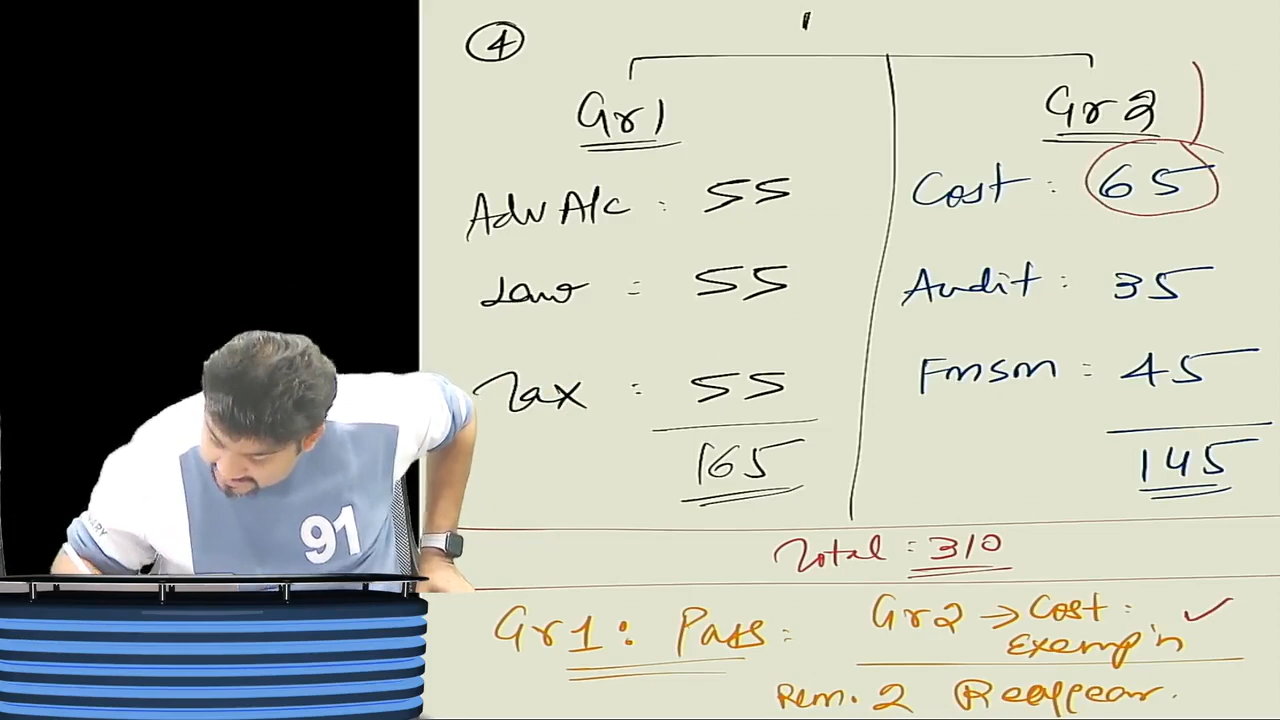 4
Gr1
Adv A/c : 55
Law = 55
Tax : 55
165
Gr2
Cost : 65
Audit : 35
Fmsm : 45
145
Total : 310
Gr1 : Pass : Gr2 → Cost : ✓
Exemp'n
Rem. 2 Reappear.
91